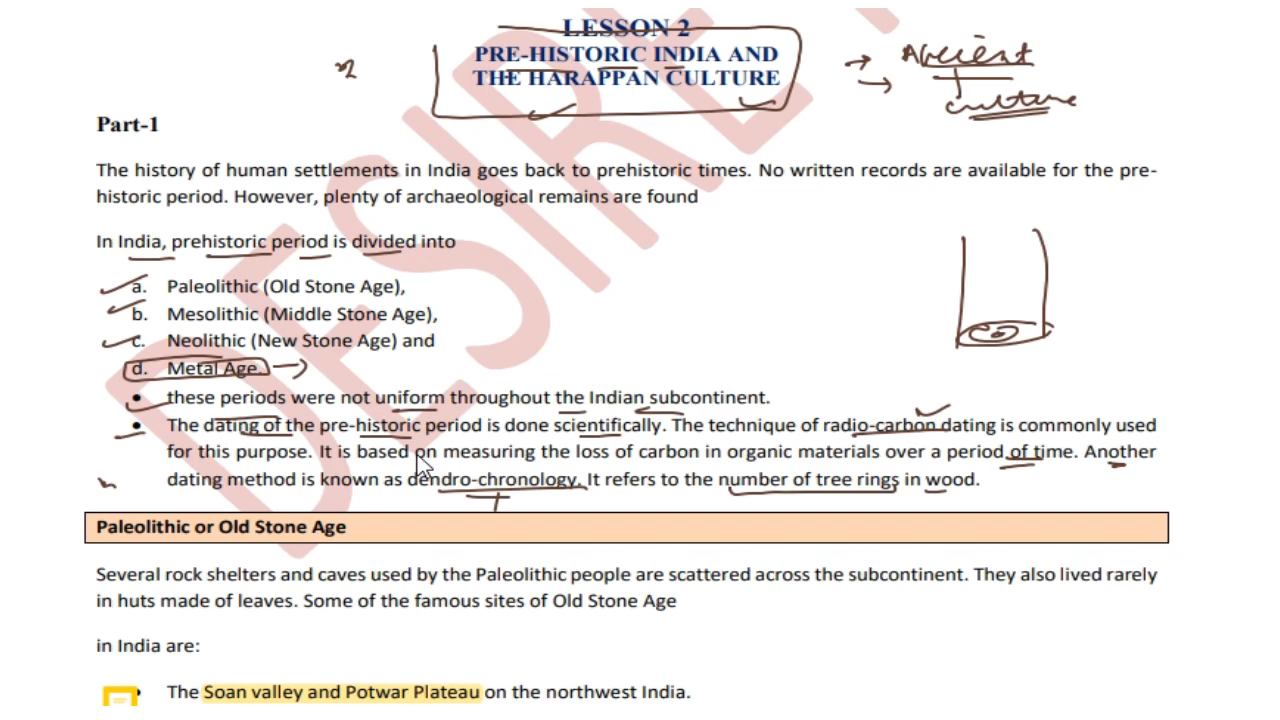 LESSON 2
PRE-HISTORIC INDIA AND
THE HARAPPAN CULTURE
Ancient
culture
Part-1
The history of human settlements in India goes back to prehistoric times. No written records are available for the pre-
historic period. However, plenty of archaeological remains are found
In India, prehistoric period is divided into
a. Paleolithic (Old Stone Age),
b. Mesolithic (Middle Stone Age),
c. Neolithic (New Stone Age) and
d. Metal Age.
• these periods were not uniform throughout the Indian subcontinent.
• The dating of the pre-historic period is done scientifically. The technique of radio-carbon dating is commonly used
for this purpose. It is based on measuring the loss of carbon in organic materials over a period of time. Another
dating method is known as dendro-chronology. It refers to the number of tree rings in wood.
Paleolithic or Old Stone Age
Several rock shelters and caves used by the Paleolithic people are scattered across the subcontinent. They also lived rarely
in huts made of leaves. Some of the famous sites of Old Stone Age
in India are:
• The Soan valley and Potwar Plateau on the northwest India.
DESIRE